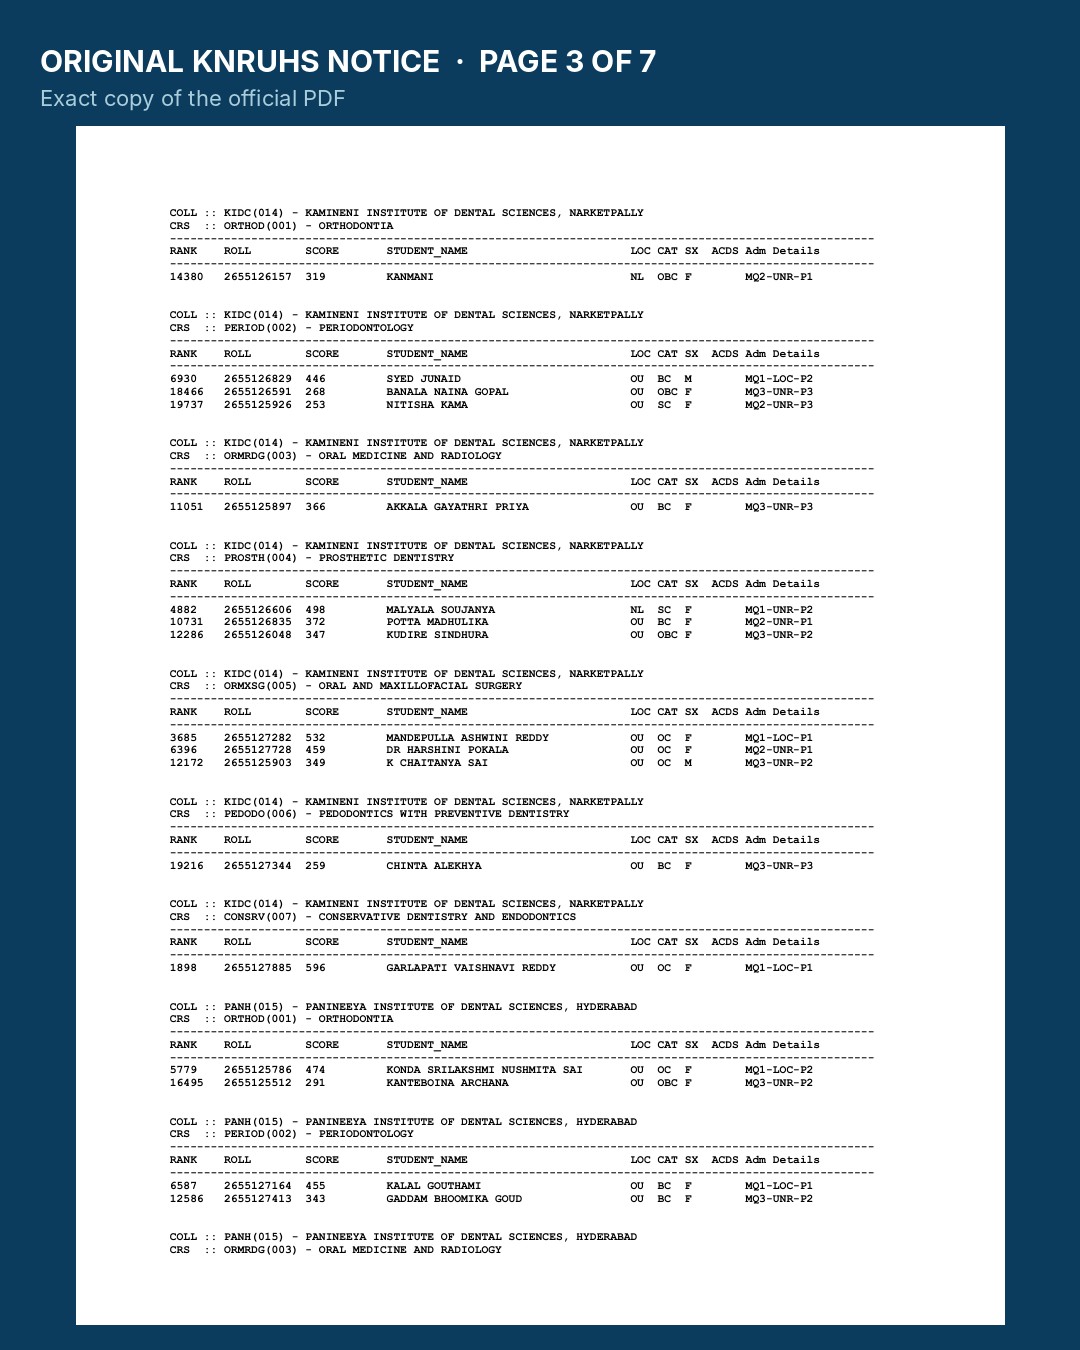 ORIGINAL KNRUHS NOTICE · PAGE 3 OF 7
Exact copy of the official PDF
COLL :: KIDC(014) - KAMINENI INSTITUTE OF DENTAL SCIENCES, NARKETPALLY
CRS  :: ORTHOD(001) - ORTHODONTIA
--------------------------------------------------------------------------------------------------------
RANK    ROLL        SCORE       STUDENT_NAME                        LOC CAT SX  ACDS Adm Details
--------------------------------------------------------------------------------------------------------
14380   2655126157  319         KANMANI                             NL  OBC F        MQ2-UNR-P1
COLL :: KIDC(014) - KAMINENI INSTITUTE OF DENTAL SCIENCES, NARKETPALLY
CRS  :: PERIOD(002) - PERIODONTOLOGY
--------------------------------------------------------------------------------------------------------
RANK    ROLL        SCORE       STUDENT_NAME                        LOC CAT SX  ACDS Adm Details
--------------------------------------------------------------------------------------------------------
6930    2655126829  446         SYED JUNAID                         OU  BC  M        MQ1-LOC-P2
18466   2655126591  268         BANALA NAINA GOPAL                  OU  OBC F        MQ3-UNR-P3
19737   2655125926  253         NITISHA KAMA                        OU  SC  F        MQ2-UNR-P3
COLL :: KIDC(014) - KAMINENI INSTITUTE OF DENTAL SCIENCES, NARKETPALLY
CRS  :: ORMRDG(003) - ORAL MEDICINE AND RADIOLOGY
--------------------------------------------------------------------------------------------------------
RANK    ROLL        SCORE       STUDENT_NAME                        LOC CAT SX  ACDS Adm Details
--------------------------------------------------------------------------------------------------------
11051   2655125897  366         AKKALA GAYATHRI PRIYA               OU  BC  F        MQ3-UNR-P3
COLL :: KIDC(014) - KAMINENI INSTITUTE OF DENTAL SCIENCES, NARKETPALLY
CRS  :: PROSTH(004) - PROSTHETIC DENTISTRY
--------------------------------------------------------------------------------------------------------
RANK    ROLL        SCORE       STUDENT_NAME                        LOC CAT SX  ACDS Adm Details
--------------------------------------------------------------------------------------------------------
4882    2655126606  498         MALYALA SOUJANYA                    NL  SC  F        MQ1-UNR-P2
10731   2655126835  372         POTTA MADHULIKA                     OU  BC  F        MQ2-UNR-P1
12286   2655126048  347         KUDIRE SINDHURA                     OU  OBC F        MQ3-UNR-P2
COLL :: KIDC(014) - KAMINENI INSTITUTE OF DENTAL SCIENCES, NARKETPALLY
CRS  :: ORMXSG(005) - ORAL AND MAXILLOFACIAL SURGERY
--------------------------------------------------------------------------------------------------------
RANK    ROLL        SCORE       STUDENT_NAME                        LOC CAT SX  ACDS Adm Details
--------------------------------------------------------------------------------------------------------
3685    2655127282  532         MANDEPULLA ASHWINI REDDY            OU  OC  F        MQ1-LOC-P1
6396    2655127728  459         DR HARSHINI POKALA                  OU  OC  F        MQ2-UNR-P1
12172   2655125903  349         K CHAITANYA SAI                     OU  OC  M        MQ3-UNR-P2
COLL :: KIDC(014) - KAMINENI INSTITUTE OF DENTAL SCIENCES, NARKETPALLY
CRS  :: PEDODO(006) - PEDODONTICS WITH PREVENTIVE DENTISTRY
--------------------------------------------------------------------------------------------------------
RANK    ROLL        SCORE       STUDENT_NAME                        LOC CAT SX  ACDS Adm Details
--------------------------------------------------------------------------------------------------------
19216   2655127344  259         CHINTA ALEKHYA                      OU  BC  F        MQ3-UNR-P3
COLL :: KIDC(014) - KAMINENI INSTITUTE OF DENTAL SCIENCES, NARKETPALLY
CRS  :: CONSRV(007) - CONSERVATIVE DENTISTRY AND ENDODONTICS
--------------------------------------------------------------------------------------------------------
RANK    ROLL        SCORE       STUDENT_NAME                        LOC CAT SX  ACDS Adm Details
--------------------------------------------------------------------------------------------------------
1898    2655127885  596         GARLAPATI VAISHNAVI REDDY           OU  OC  F        MQ1-LOC-P1
COLL :: PANH(015) - PANINEEYA INSTITUTE OF DENTAL SCIENCES, HYDERABAD
CRS  :: ORTHOD(001) - ORTHODONTIA
--------------------------------------------------------------------------------------------------------
RANK    ROLL        SCORE       STUDENT_NAME                        LOC CAT SX  ACDS Adm Details
--------------------------------------------------------------------------------------------------------
5779    2655125786  474         KONDA SRILAKSHMI NUSHMITA SAI       OU  OC  F        MQ1-LOC-P2
16495   2655125512  291         KANTEBOINA ARCHANA                  OU  OBC F        MQ3-UNR-P2
COLL :: PANH(015) - PANINEEYA INSTITUTE OF DENTAL SCIENCES, HYDERABAD
CRS  :: PERIOD(002) - PERIODONTOLOGY
--------------------------------------------------------------------------------------------------------
RANK    ROLL        SCORE       STUDENT_NAME                        LOC CAT SX  ACDS Adm Details
--------------------------------------------------------------------------------------------------------
6587    2655127164  455         KALAL GOUTHAMI                      OU  BC  F        MQ1-LOC-P1
12586   2655127413  343         GADDAM BHOOMIKA GOUD                OU  BC  F        MQ3-UNR-P2
COLL :: PANH(015) - PANINEEYA INSTITUTE OF DENTAL SCIENCES, HYDERABAD
CRS  :: ORMRDG(003) - ORAL MEDICINE AND RADIOLOGY